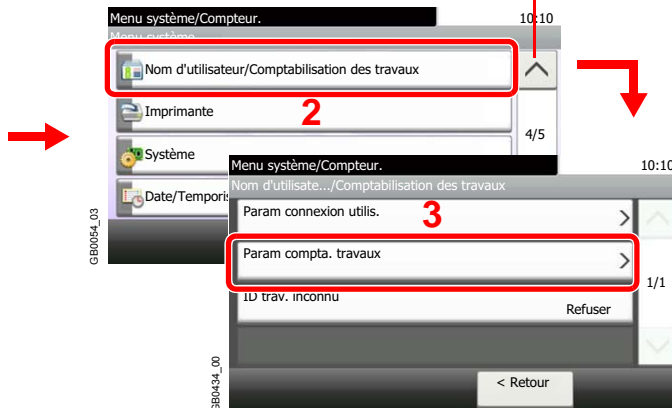 Menu système/Compteur.
10:10
Menu système
Nom d'utilisateur/Comptabilisation des travaux
Imprimante
2
4/5
Système
Date/Temporis
GB0054_03
Menu système/Compteur.
10:10
Nom d'utilisate.../Comptabilisation des travaux
Param connexion utilis.
3
Param compta. travaux
1/1
ID trav. inconnu
Refuser
< Retour
GB0434_00